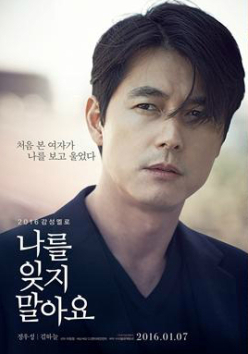 처음 본 여자가
나를 보고 울었다
2016 감성멜로
나를
잊지
말아요
정우성 | 김하늘
2016.01.07